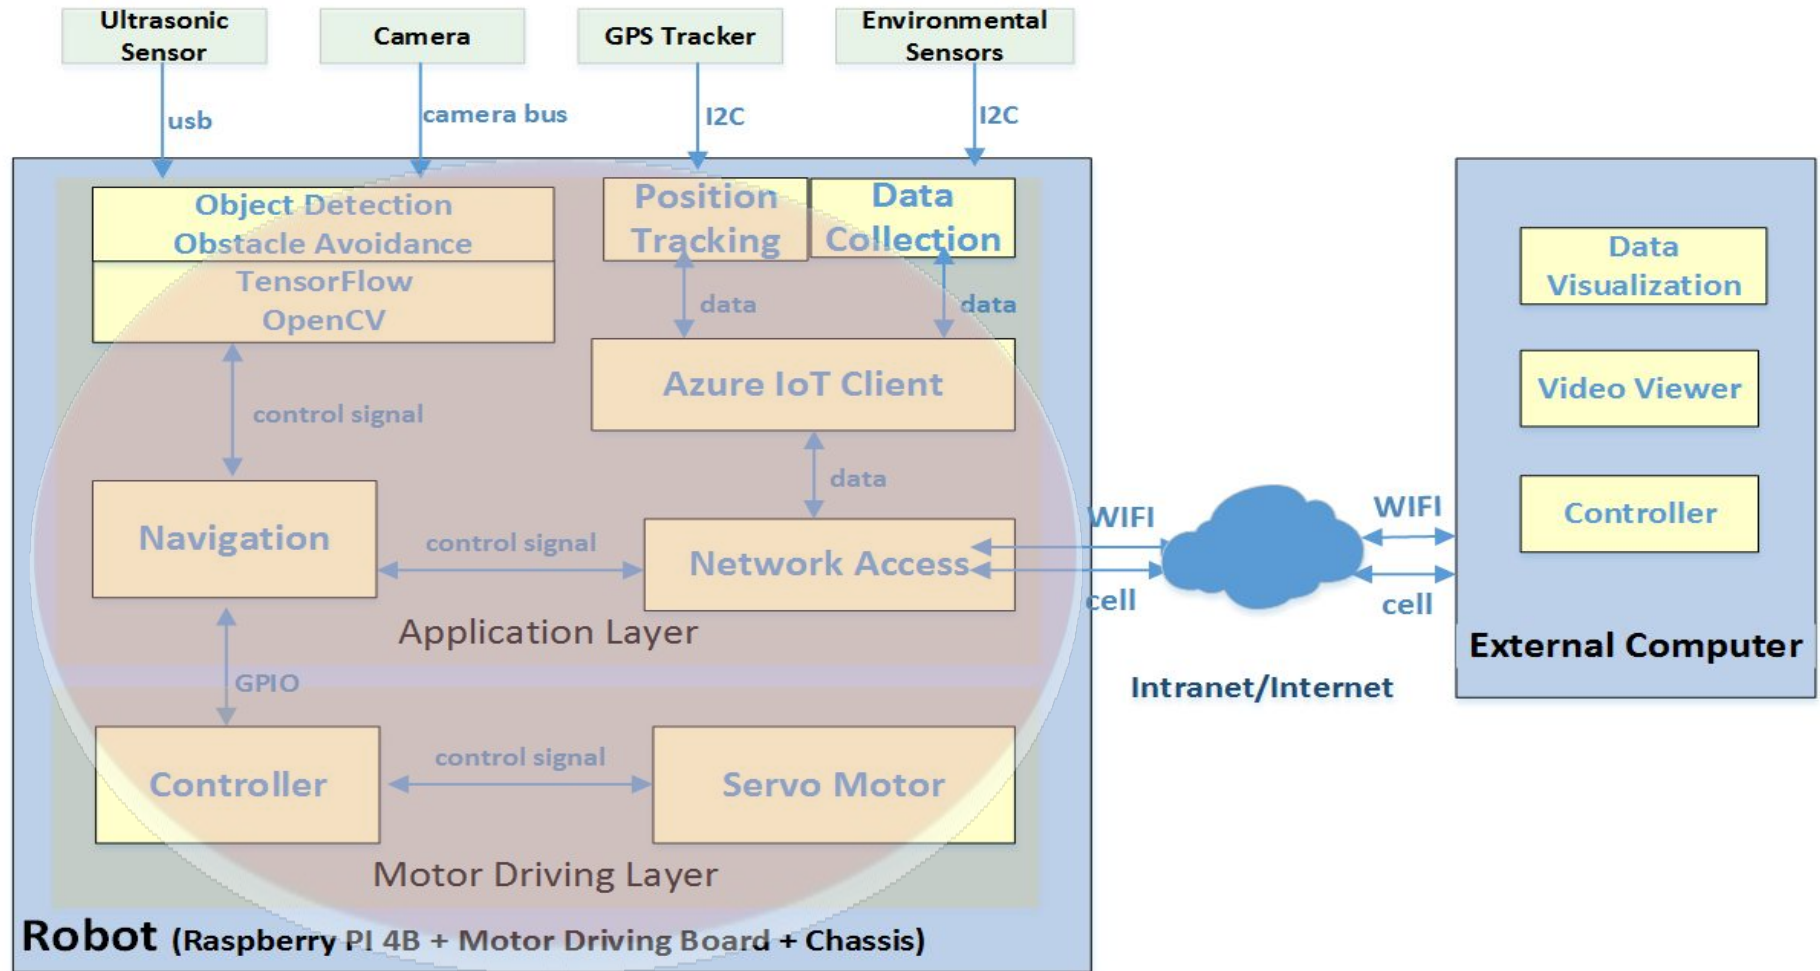 Ultrasonic
Sensor
Camera
GPS Tracker
Environmental
Sensors
usb
camera bus
I2C
I2C
Object Detection
Obstacle Avoidance
TensorFlow
OpenCV
Position
Tracking
Data
Collection
data
data
Azure IoT Client
control signal
data
Navigation
control signal
Network Access
Application Layer
GPIO
Controller
control signal
Servo Motor
Motor Driving Layer
Robot (Raspberry PI 4B + Motor Driving Board + Chassis)
WIFI
cell
Intranet/Internet
WIFI
cell
Data
Visualization
Video Viewer
Controller
External Computer